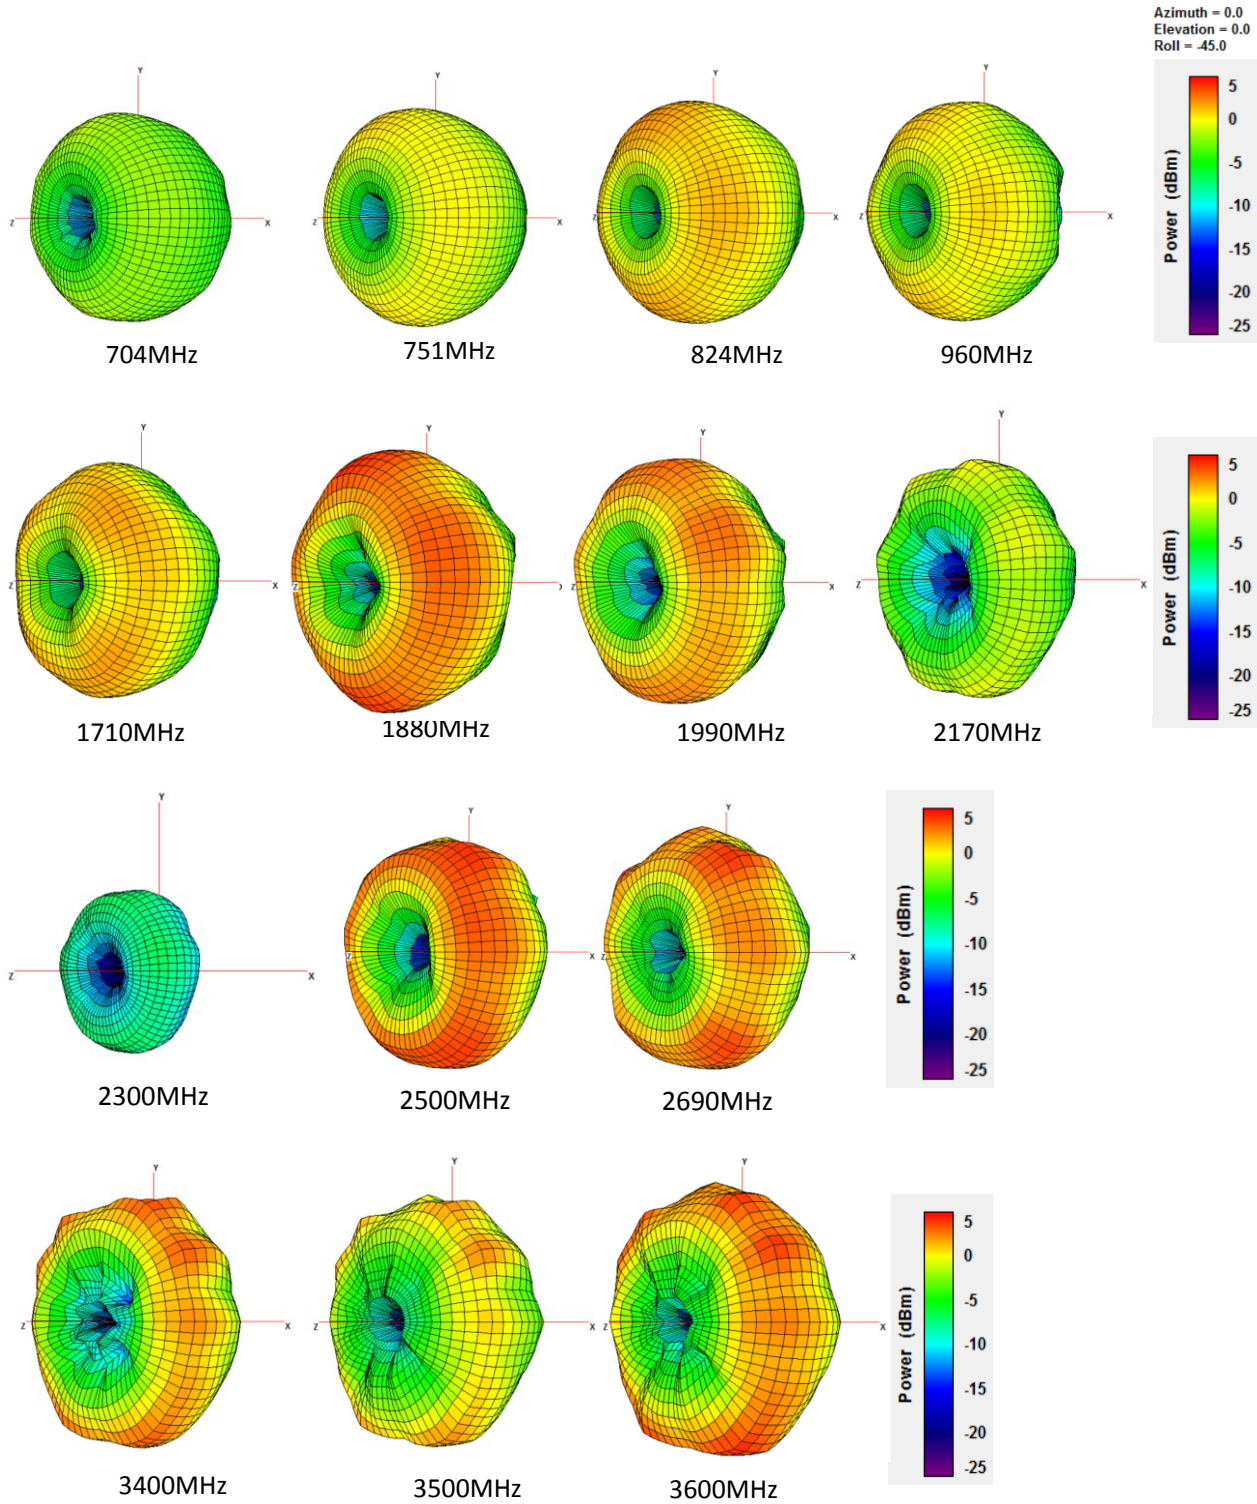 Azimuth = 0.0
Elevation = 0.0
Roll = -45.0
Y
Y
Y
Y
Z
X
Z
X
Z
X
Z
X
5
0
-5
-10
-15
-20
-25
Power (dBm)
704MHz
751MHz
824MHz
960MHz
Y
Y
Y
Y
Z
X
Z
Z
X
Z
X
5
0
-5
-10
-15
-20
-25
Power (dBm)
1710MHz
1880MHz
1990MHz
2170MHz
Y
Y
Y
Z
X
Z
X
Z
X
5
0
-5
-10
-15
-20
-25
Power (dBm)
2300MHz
2500MHz
2690MHz
Y
Y
Y
Z
X
Z
X
Z
X
5
0
-5
-10
-15
-20
-25
Power (dBm)
3400MHz
3500MHz
3600MHz